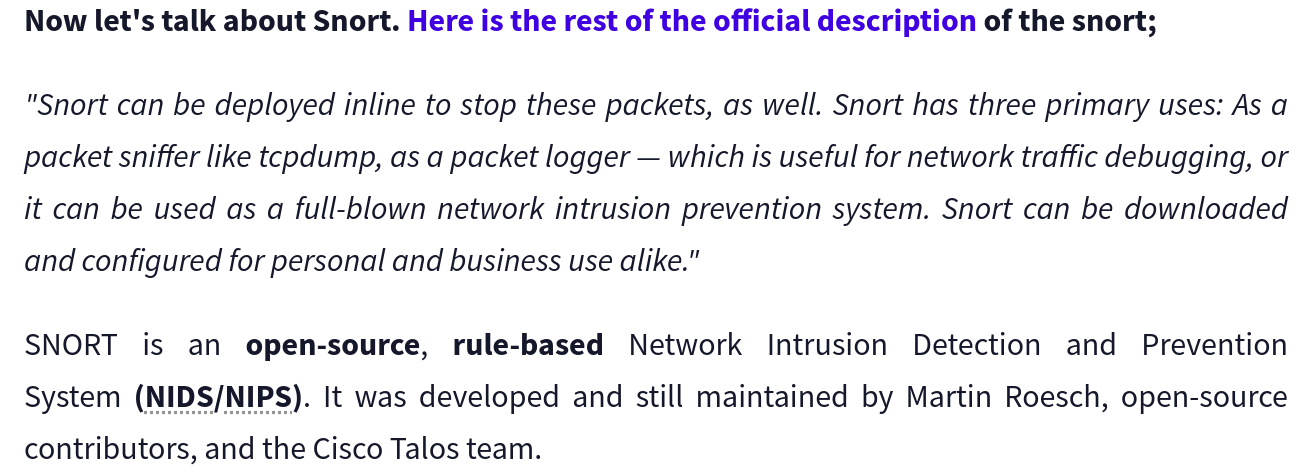 Now let's talk about Snort. Here is the rest of the official description of the snort;
"Snort can be deployed inline to stop these packets, as well. Snort has three primary uses: As a
packet sniffer like tcpdump, as a packet logger — which is useful for network traffic debugging, or
it can be used as a full-blown network intrusion prevention system. Snort can be downloaded
and configured for personal and business use alike."
SNORT is an open-source, rule-based Network Intrusion Detection and Prevention
System (NIDS/NIPS). It was developed and still maintained by Martin Roesch, open-source
contributors, and the Cisco Talos team.